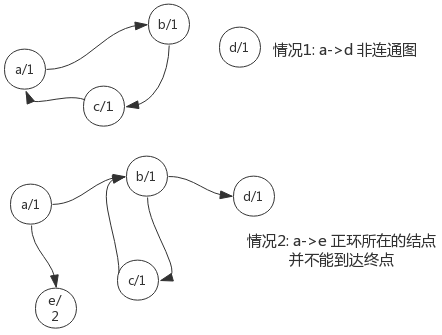 b/1
d/1
情况1: a->d 非连通图
a/1
c/1
b/1
d/1
a/1
情况2: a->e 正环所在的结点
并不能到达终点
c/1
e/
2